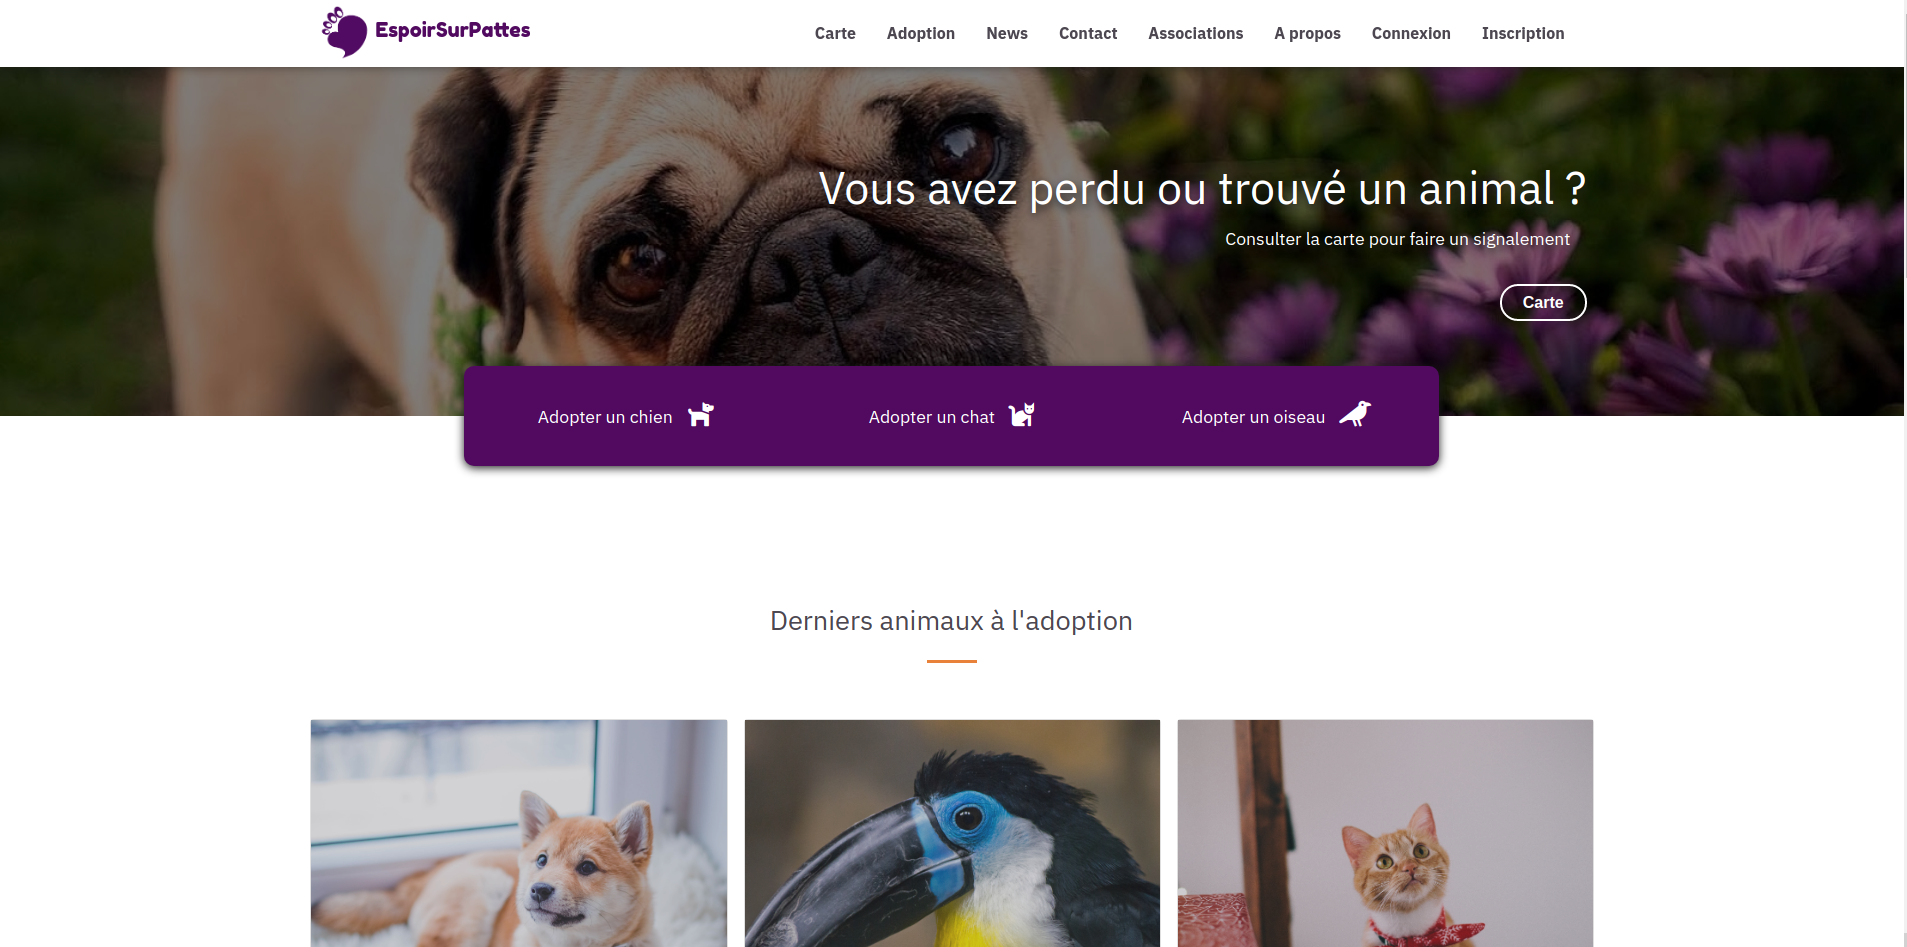 EspoirSurPattes
Carte Adoption News Contact Associations A propos Connexion Inscription
Vous avez perdu ou trouvé un animal ?
Consulter la carte pour faire un signalement
Carte
Adopter un chien Adopter un chat Adopter un oiseau
Derniers animaux à l'adoption